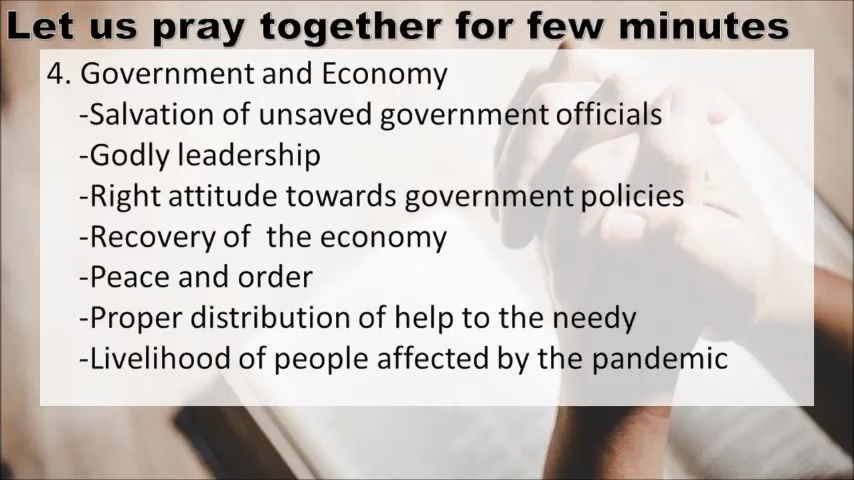 Let us pray together for few minutes
4. Government and Economy
-Salvation of unsaved government officials
-Godly leadership
-Right attitude towards government policies
-Recovery of  the economy
-Peace and order
-Proper distribution of help to the needy
-Livelihood of people affected by the pandemic